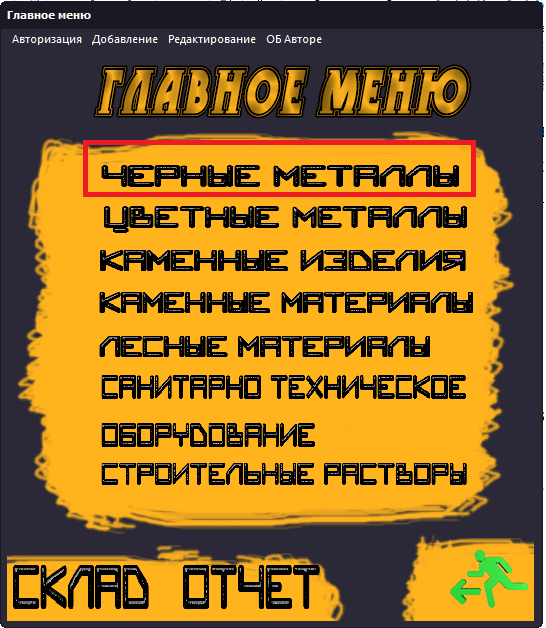 Главное меню
Авторизация Добавление Редактирование ОБ Авторе
ГЛАВНОЕ МЕНЮ
ЧЕРНЫЕ МЕТАЛЛЫ
ЦВЕТНЫЕ МЕТАЛЛЫ
КАМЕННЫЕ ИЗДЕЛИЯ
КАМЕННЫЕ МАТЕРИАЛЫ
ЛЕСНЫЕ МАТЕРИАЛЫ
САНИТАРНО ТЕХНИЧЕСКОЕ
ОБОРУДОВАНИЕ
СТРОИТЕЛЬНЫЕ РАСТВОРЫ
СКЛАД ОТЧЕТ